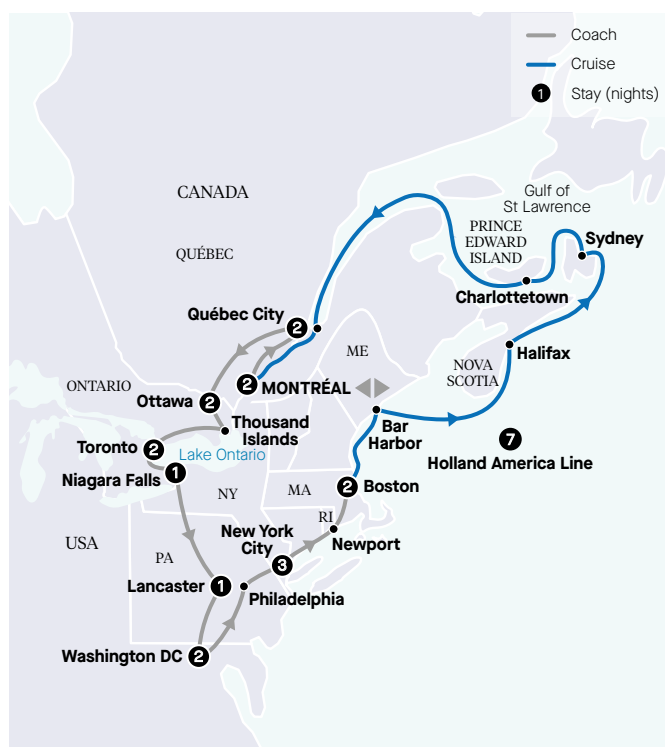 Coach
Cruise
1 Stay (nights)
CANADA
Gulf of
St Lawrence
PRINCE
EDWARD
ISLAND
Sydney
QUÉBEC
Charlottetown
Québec City
2
ME
Halifax
NOVA
SCOTIA
ONTARIO
2 MONTRÉAL
Ottawa 2
Bar
Harbor
Thousand
Islands
Toronto 2
Lake Ontario
7
Holland America Line
Niagara Falls 1
NY
MA
2 Boston
RI
USA
New York
City 3
Newport
PA
Lancaster 1
Philadelphia
Washington DC 2